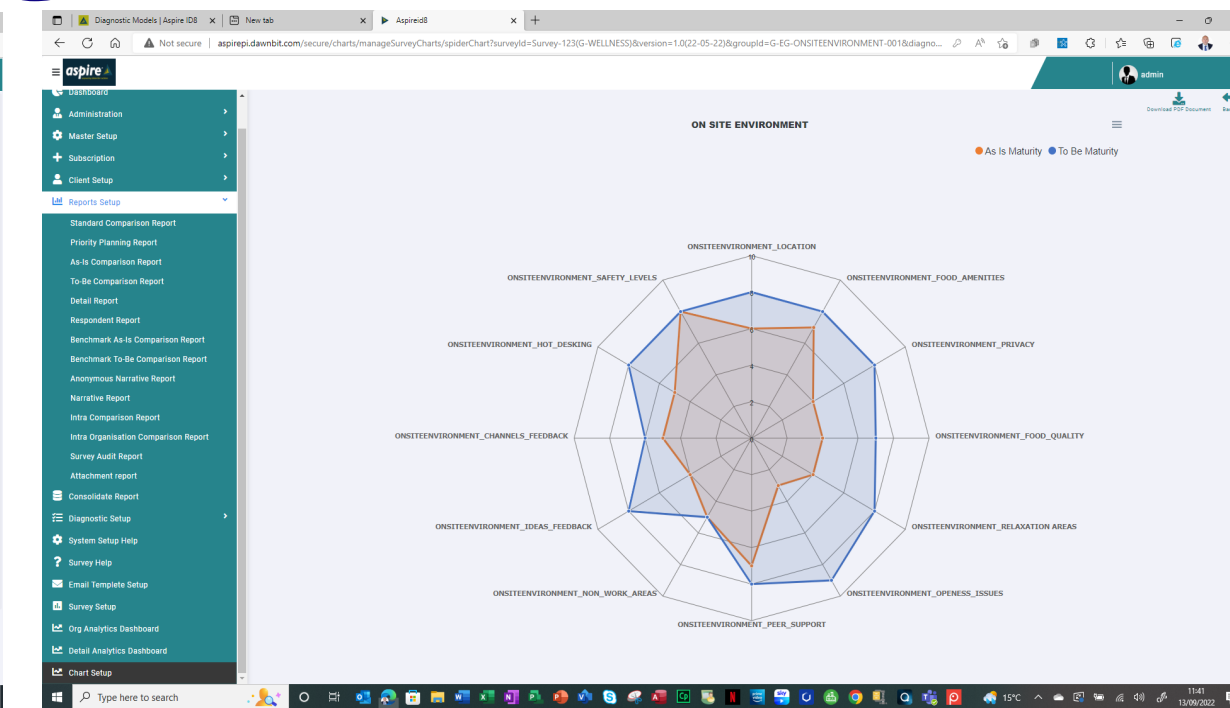 Diagnostic Models | Aspire ID8
New tab
Aspireid8
Not secure | aspirepi.dawnbit.com/secure/charts/manageSurveyCharts/spiderChart?surveyId=Survey-123(G-WELLNESS)&version=1.0(22-05-22)&groupId=G-EG-ONSITEENVIRONMENT-001&diagno...
aspire
admin
Download PDF Document
Dashboard
Administration
Master Setup
Subscription
Client Setup
Reports Setup
Standard Comparison Report
Priority Planning Report
As-Is Comparison Report
To-Be Comparison Report
Detail Report
Respondent Report
Benchmark As-Is Comparison Report
Benchmark To-Be Comparison Report
Anonymous Narrative Report
Narrative Report
Intra Comparison Report
Intra Organisation Comparison Report
Survey Audit Report
Attachment report
Consolidate Report
Diagnostic Setup
System Setup Help
Survey Help
Email Templete Setup
Survey Setup
Org Analytics Dashboard
Detail Analytics Dashboard
Chart Setup
ON SITE ENVIRONMENT
As Is Maturity
To Be Maturity
ONSITEENVIRONMENT_LOCATION
ONSITEENVIRONMENT_FOOD_AMENITIES
ONSITEENVIRONMENT_PRIVACY
ONSITEENVIRONMENT_FOOD_QUALITY
ONSITEENVIRONMENT_RELAXATION AREAS
ONSITEENVIRONMENT_OPENESS_ISSUES
ONSITEENVIRONMENT_PEER_SUPPORT
ONSITEENVIRONMENT_NON_WORK_AREAS
ONSITEENVIRONMENT_IDEAS_FEEDBACK
ONSITEENVIRONMENT_CHANNELS_FEEDBACK
ONSITEENVIRONMENT_HOT_DESKING
ONSITEENVIRONMENT_SAFETY_LEVELS
10
8
6
4
2
0
Type here to search
15°C
11:41
13/09/2022